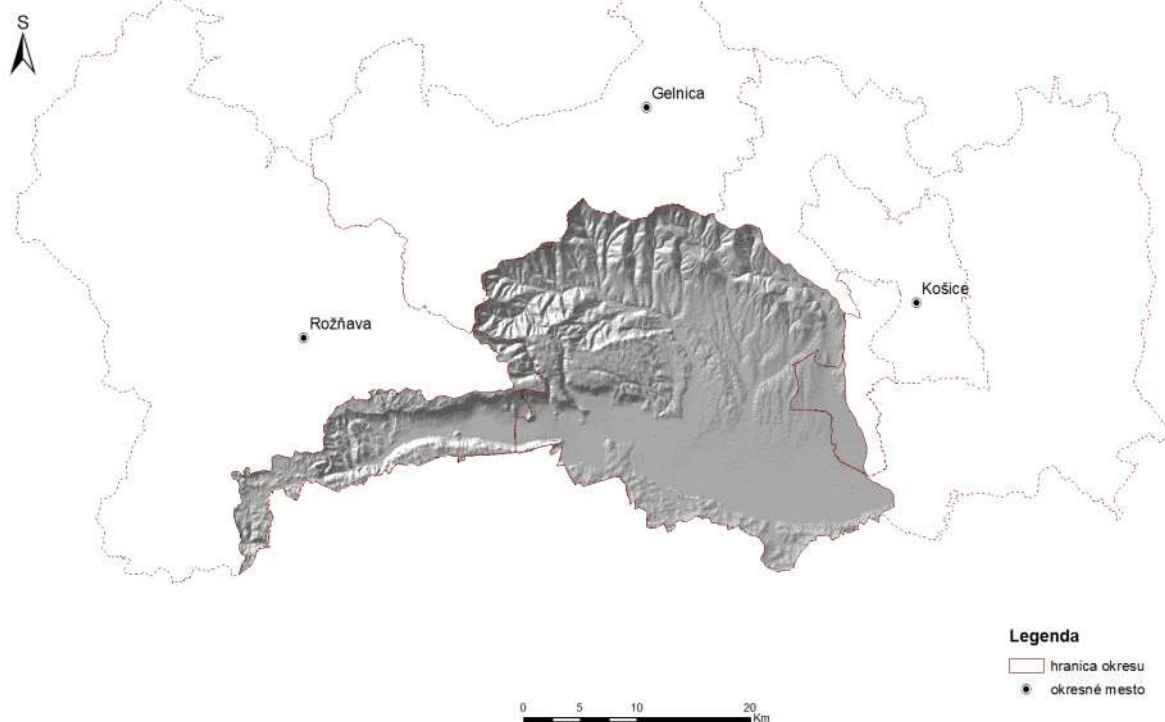 S
Gelnica
Košice
Rožňava
Legenda
hranica okresu
okresné mesto
0 5 10 20
Km